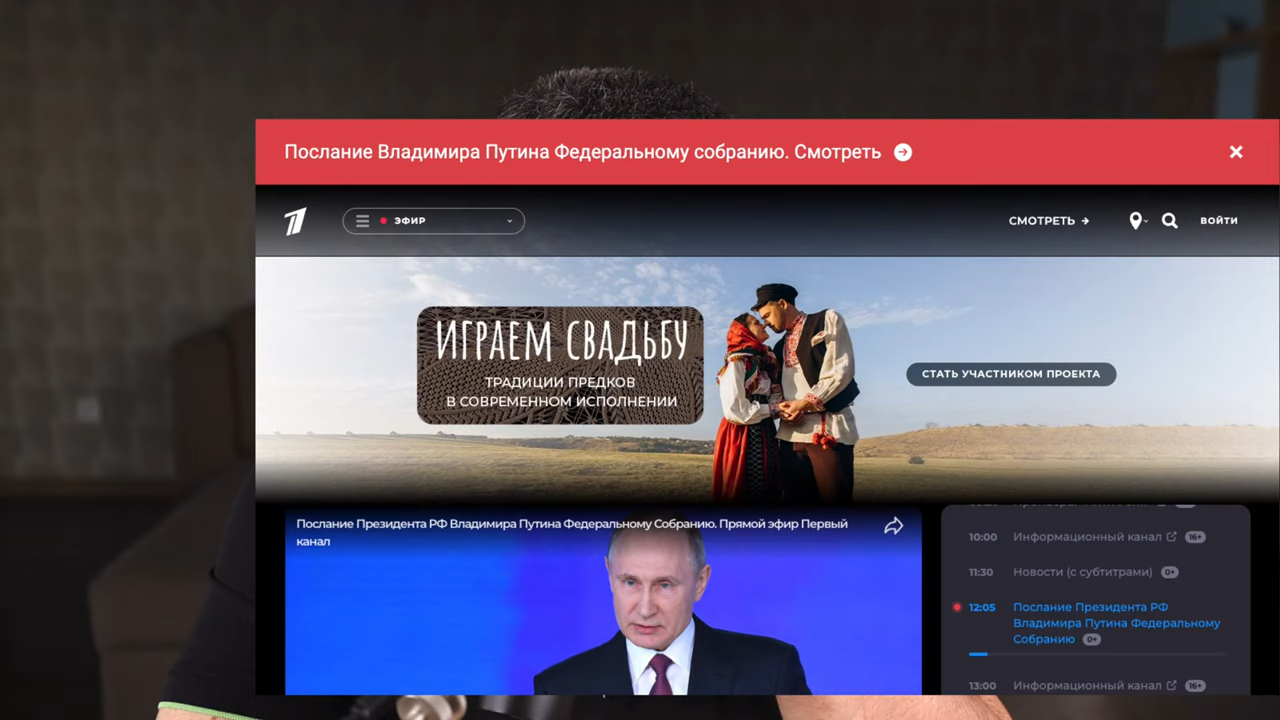 Послание Владимира Путина Федеральному собранию. Смотреть
ЭФИР
СМОТРЕТЬ
ВОЙТИ
ИГРАЕМ СВАДЬБУ
ТРАДИЦИИ ПРЕДКОВ
В СОВРЕМЕННОМ ИСПОЛНЕНИИ
СТАТЬ УЧАСТНИКОМ ПРОЕКТА
Послание Президента РФ Владимира Путина Федеральному Собранию. Прямой эфир Первый
канал
10:00 Информационный канал 16+
11:30 Новости (с субтитрами) 0+
12:05 Послание Президента РФ
Владимира Путина Федеральному
Собранию 0+
13:00 Информационный канал 16+